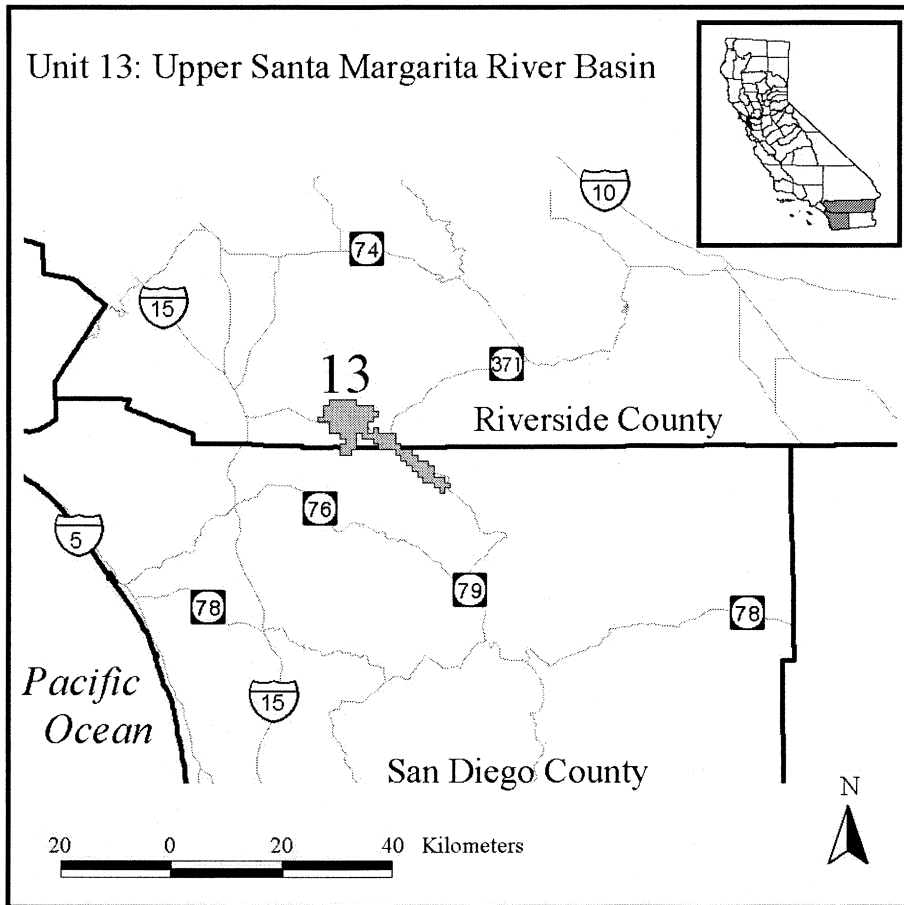 Unit 13: Upper Santa Margarita River Basin
10
74
15
371
13
Riverside County
76
5
79
78
78
Pacific
Ocean
15
San Diego County
N
20 0 20 40 Kilometers